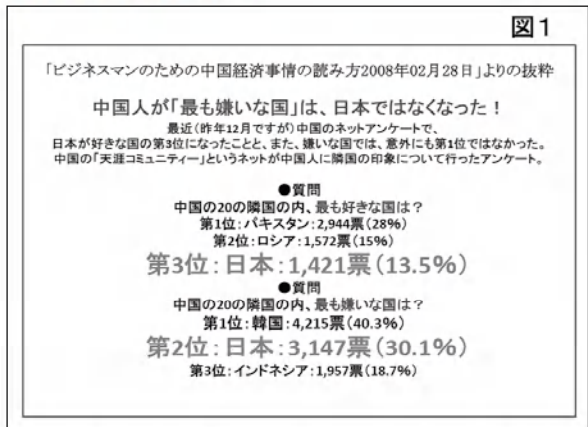 図1
「ビジネスマンのための中国経済事情の読み方2008年02月28日」よりの抜粋
中国人が「最も嫌いな国」は、日本ではなくなった！
最近（昨年12月ですが）中国のネットアンケートで、
日本が好きな国の第3位になったことと、また、嫌いな国では、意外にも第1位ではなかった。
中国の「天涯コミュニティー」というネットが中国人に隣国の印象について行ったアンケート。
●質問
中国の20の隣国の内、最も好きな国は？
第1位：パキスタン：2,944票（28%）
第2位：ロシア：1,572票（15%）
第3位：日本：1,421票（13.5%）
●質問
中国の20の隣国の内、最も嫌いな国は？
第1位：韓国：4,215票（40.3%）
第2位：日本：3,147票（30.1%）
第3位：インドネシア：1,957票（18.7%）